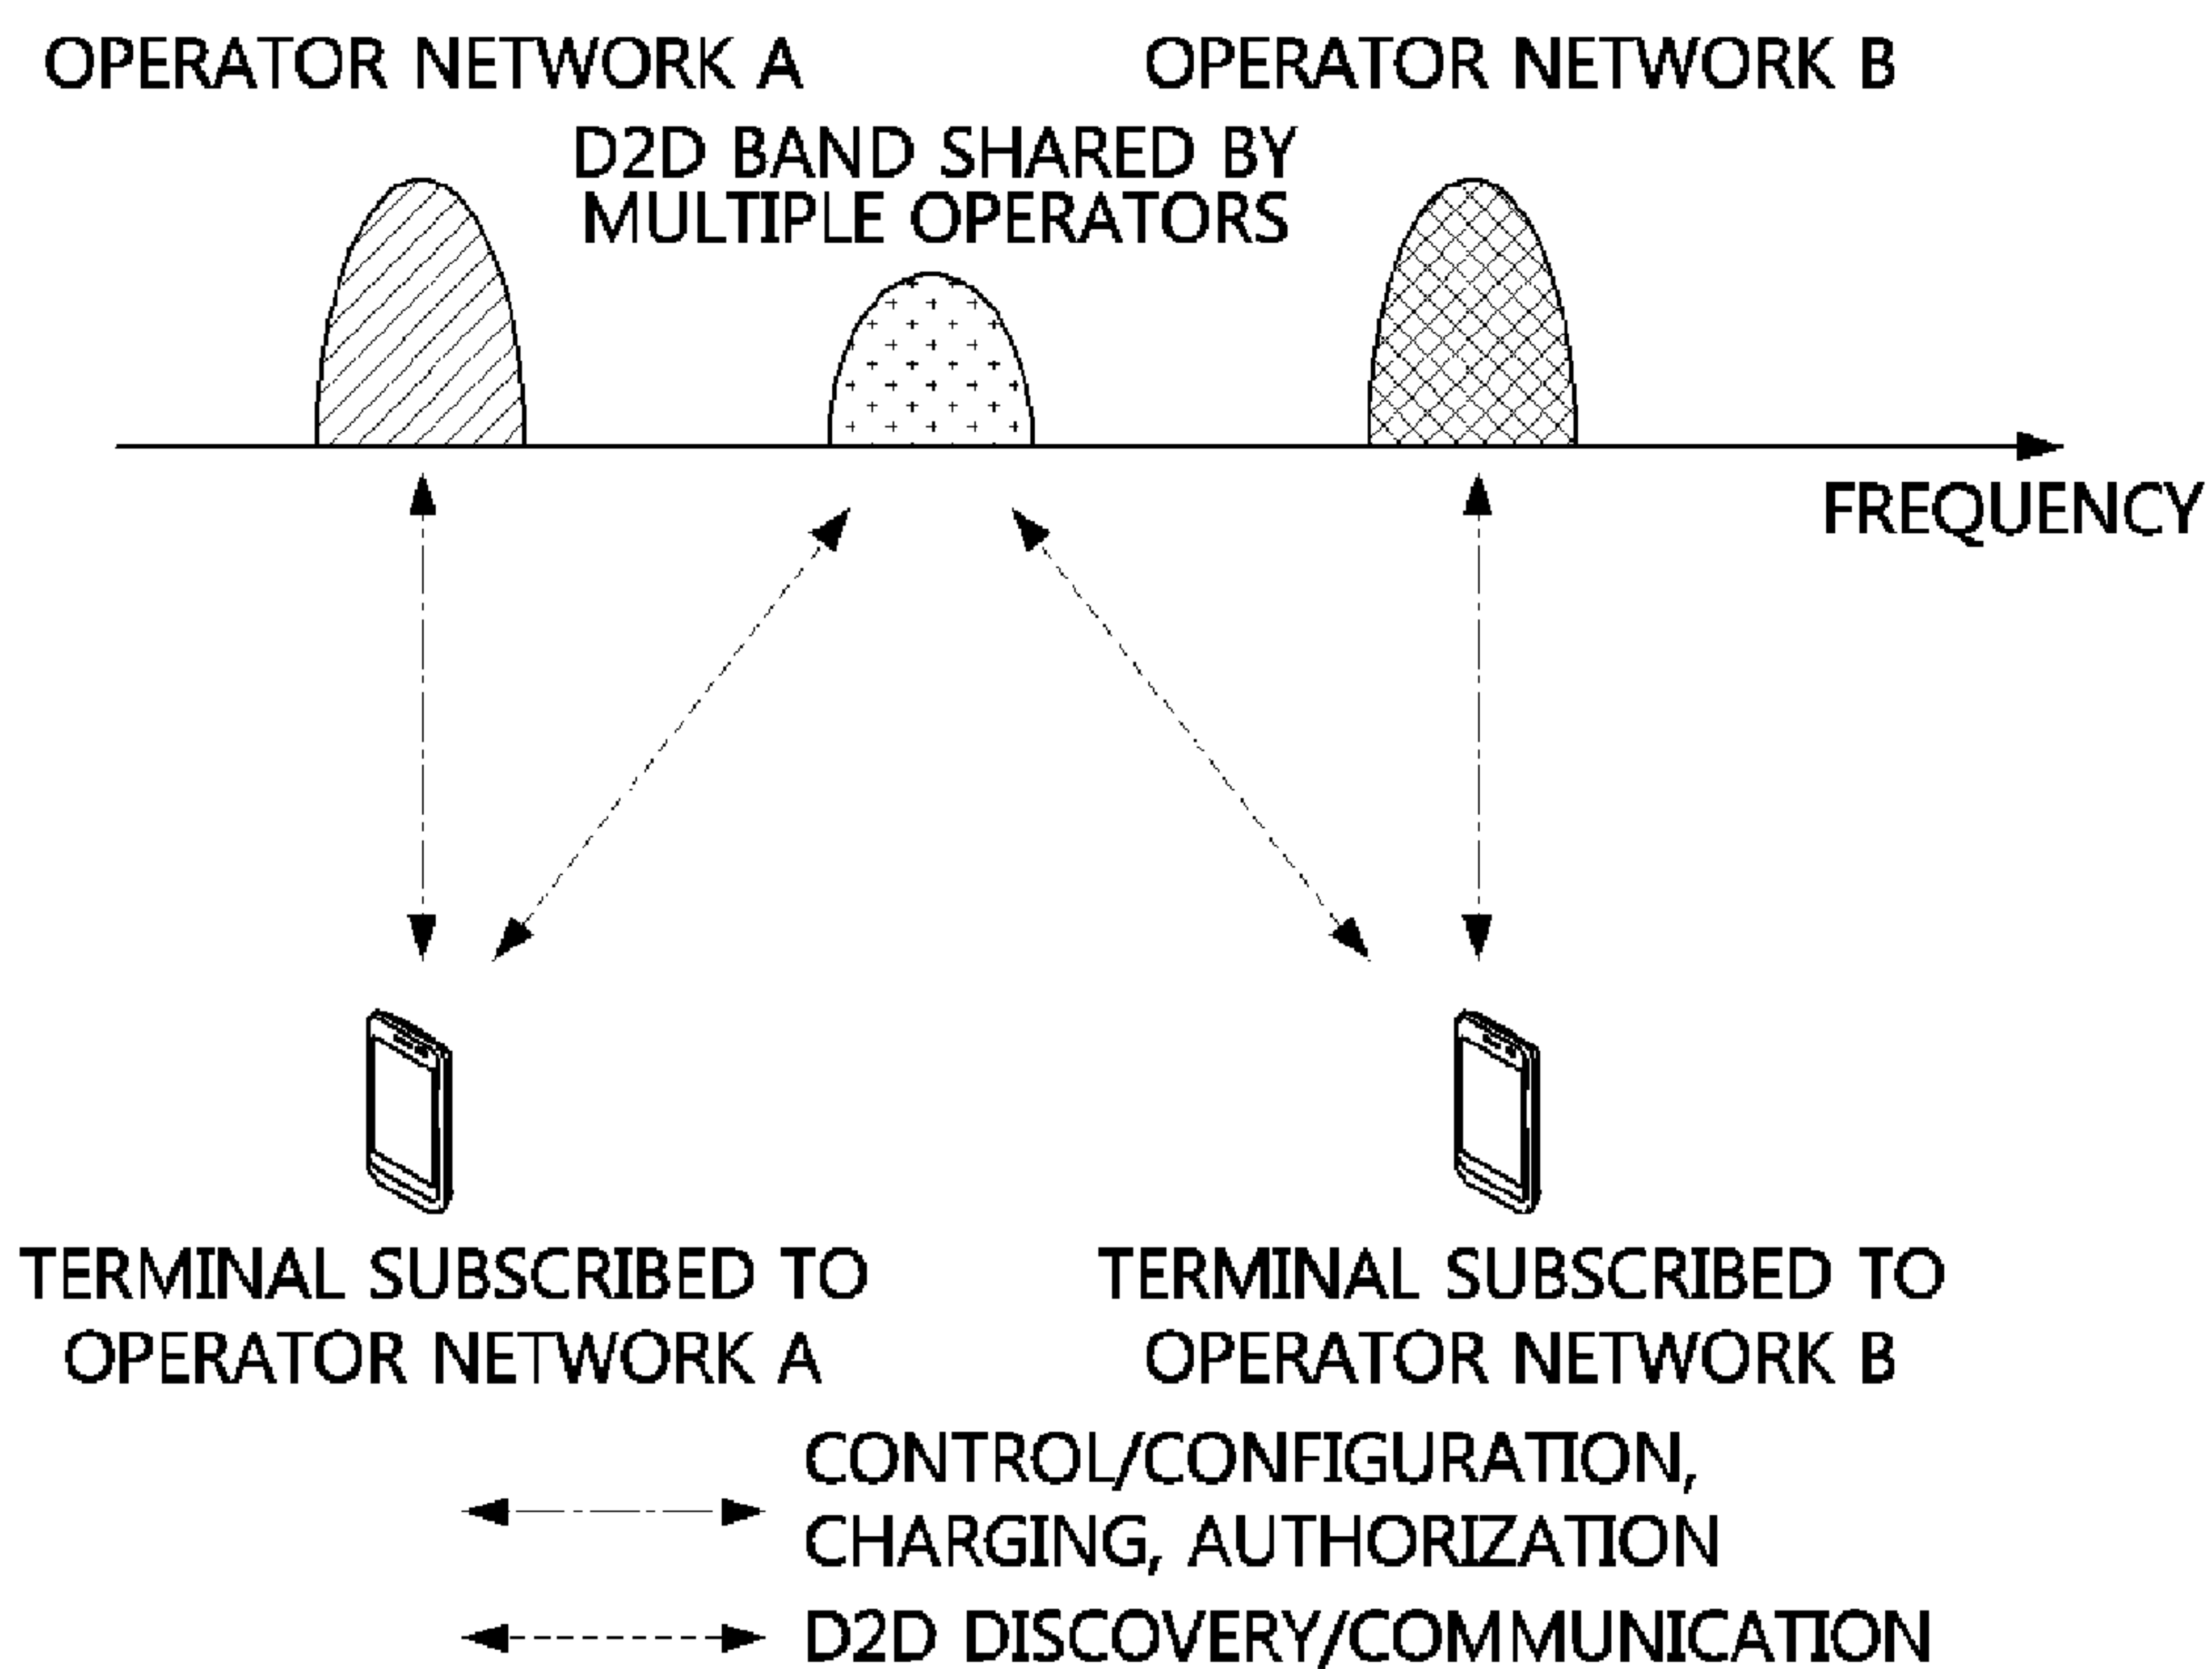 OPERATOR NETWORK A
OPERATOR NETWORK B
D2D BAND SHARED BY
MULTIPLE OPERATORS
FREQUENCY
TERMINAL SUBSCRIBED TO
OPERATOR NETWORK A
TERMINAL SUBSCRIBED TO
OPERATOR NETWORK B
CONTROL/CONFIGURATION,
CHARGING, AUTHORIZATION
D2D DISCOVERY/COMMUNICATION